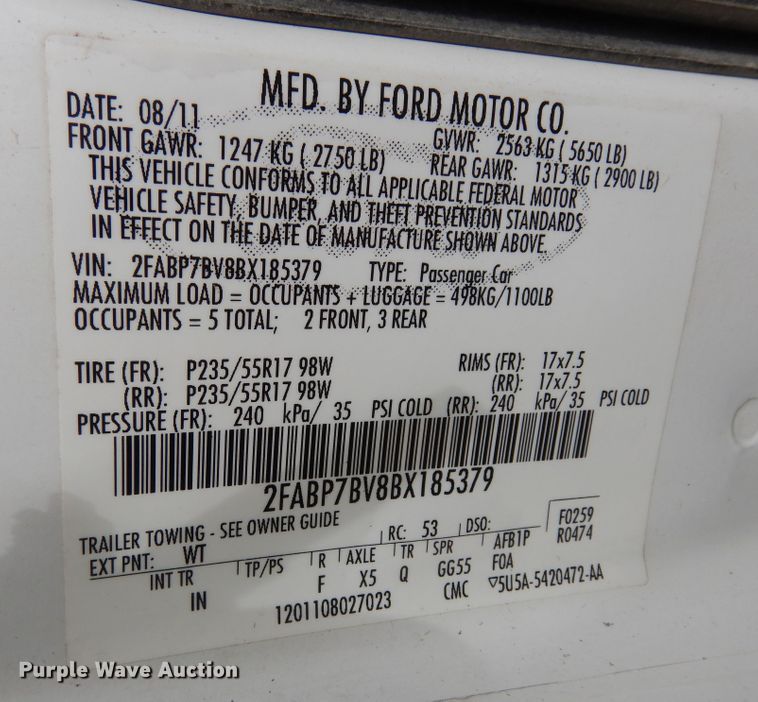 MFD. BY FORD MOTOR CO.
DATE: 08/11 GVWR: 2563 KG ( 5650 LB)
FRONT GAWR: 1247 KG ( 2750 LB) REAR GAWR: 1315 KG ( 2900 LB)
THIS VEHICLE CONFORMS TO ALL APPLICABLE FEDERAL MOTOR
VEHICLE SAFETY, BUMPER, AND THEFT PREVENTION STANDARDS
IN EFFECT ON THE DATE OF MANUFACTURE SHOWN ABOVE.
VIN: 2FABP7BV8BX185379 TYPE: Passenger Car
MAXIMUM LOAD = OCCUPANTS + LUGGAGE = 498KG/1100LB
OCCUPANTS = 5 TOTAL; 2 FRONT, 3 REAR
TIRE (FR): P235/55R17 98W RIMS (FR): 17x7.5
(RR): P235/55R17 98W (RR): 17x7.5
PRESSURE (FR): 240 kPa/ 35 PSI COLD (RR): 240 kPa/ 35 PSI COLD
2FABP7BV8BX185379
TRAILER TOWING - SEE OWNER GUIDE F0259
EXT PNT: WT RC: 53 DSO: AFB1P R0474
INT TR TP/PS R AXLE TR SPR FOA
IN F X5 Q GG55
1201108027023 CMC ▽5U5A-5420472-AA
Purple Wave Auction